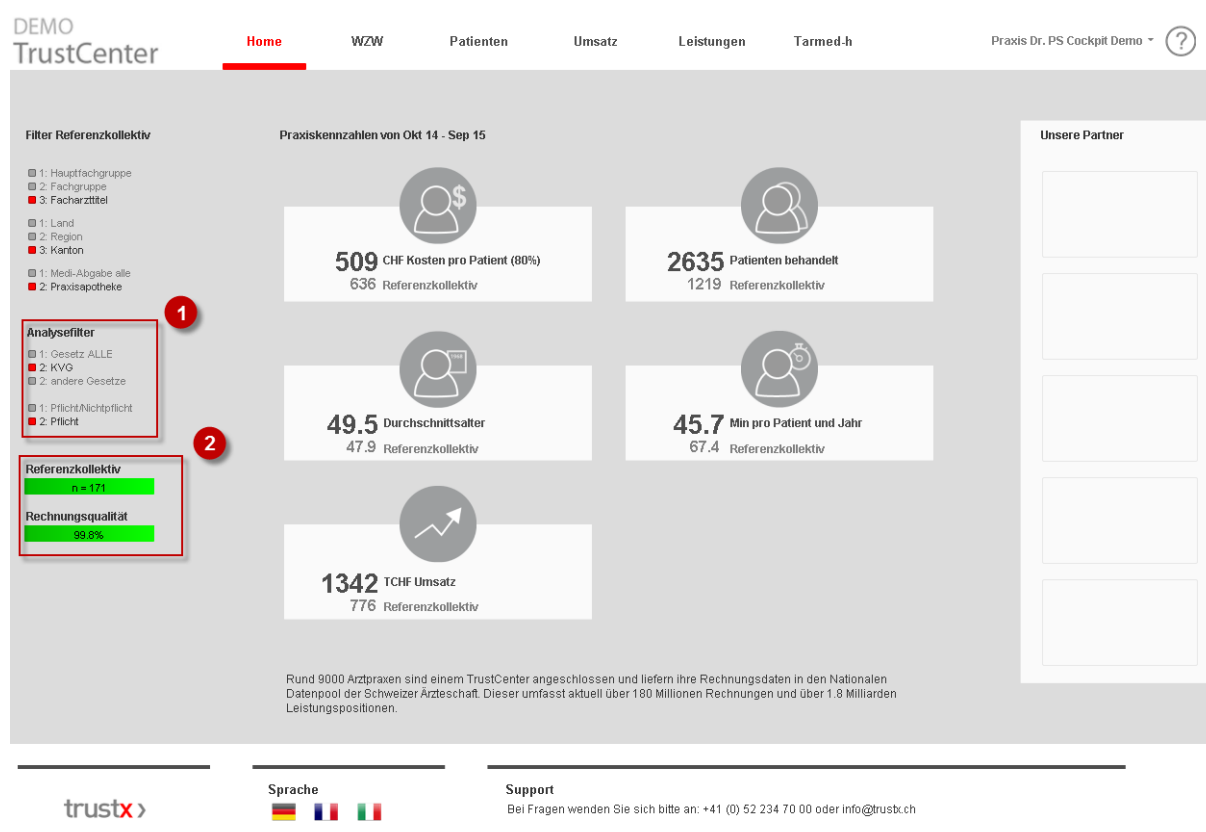 DEMO
TrustCenter
Home
WZW
Patienten
Umsatz
Leistungen
Tarmed-h
Praxis Dr. PS Cockpit Demo
?
Filter Referenzkollektiv
1: Hauptfachgruppe
2: Fachgruppe
3: Facharzttitel
1: Land
2: Region
3: Kanton
1: Medi-Abgabe alle
2: Praxisapotheke
1
Analysefilter
1: Gesetz ALLE
2: KVG
2: andere Gesetze
1: Pflicht/Nichtpflicht
2: Pflicht
2
Referenzkollektiv
n = 171
Rechnungsqualität
99.8%
Praxiskennzahlen von Okt 14 - Sep 15
$
509 CHF Kosten pro Patient (80%)
636 Referenzkollektiv
2635 Patienten behandelt
1219 Referenzkollektiv
1968
49.5 Durchschnittsalter
47.9 Referenzkollektiv
45.7 Min pro Patient und Jahr
67.4 Referenzkollektiv
1342 TCHF Umsatz
776 Referenzkollektiv
Rund 9000 Arztpraxen sind einem TrustCenter angeschlossen und liefern ihre Rechnungsdaten in den Nationalen
Datenpool der Schweizer Ärzteschaft. Dieser umfasst aktuell über 180 Millionen Rechnungen und über 1.8 Milliarden
Leistungspositionen.
Unsere Partner
trustx
Sprache
Support
Bei Fragen wenden Sie sich bitte an: +41 (0) 52 234 70 00 oder info@trustx.ch